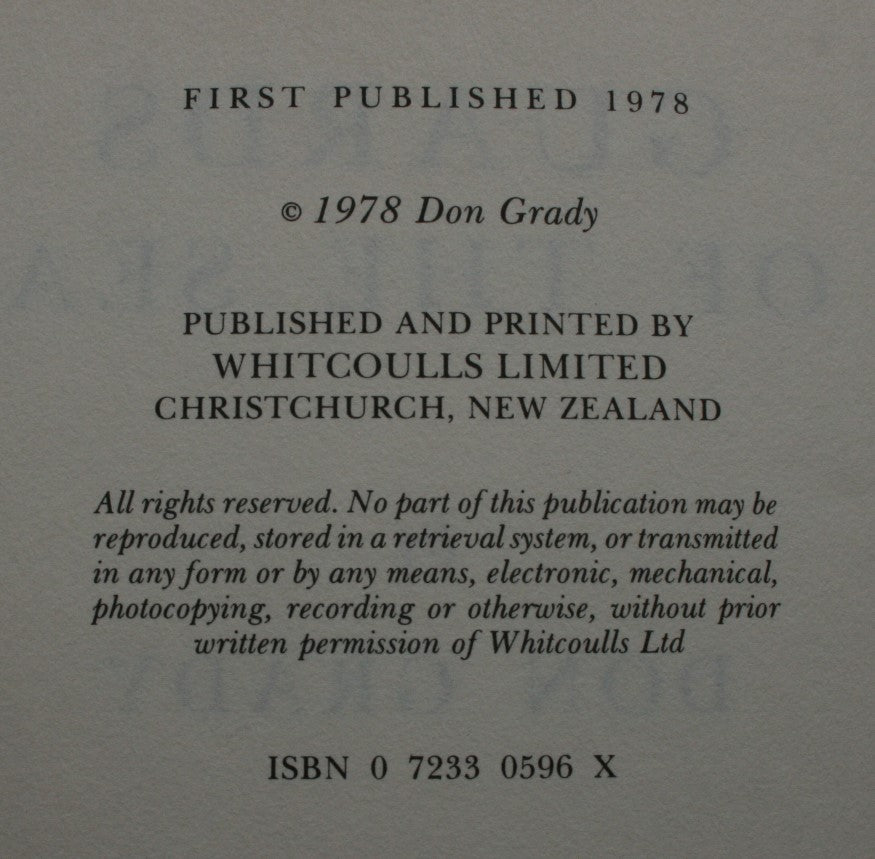 FIRST PUBLISHED 1978
© 1978 Don Grady
PUBLISHED AND PRINTED BY
WHITCOULLS LIMITED
CHRISTCHURCH, NEW ZEALAND
All rights reserved. No part of this publication may be
reproduced, stored in a retrieval system, or transmitted
in any form or by any means, electronic, mechanical,
photocopying, recording or otherwise, without prior
written permission of Whitcoulls Ltd
ISBN 0 7233 0596 X